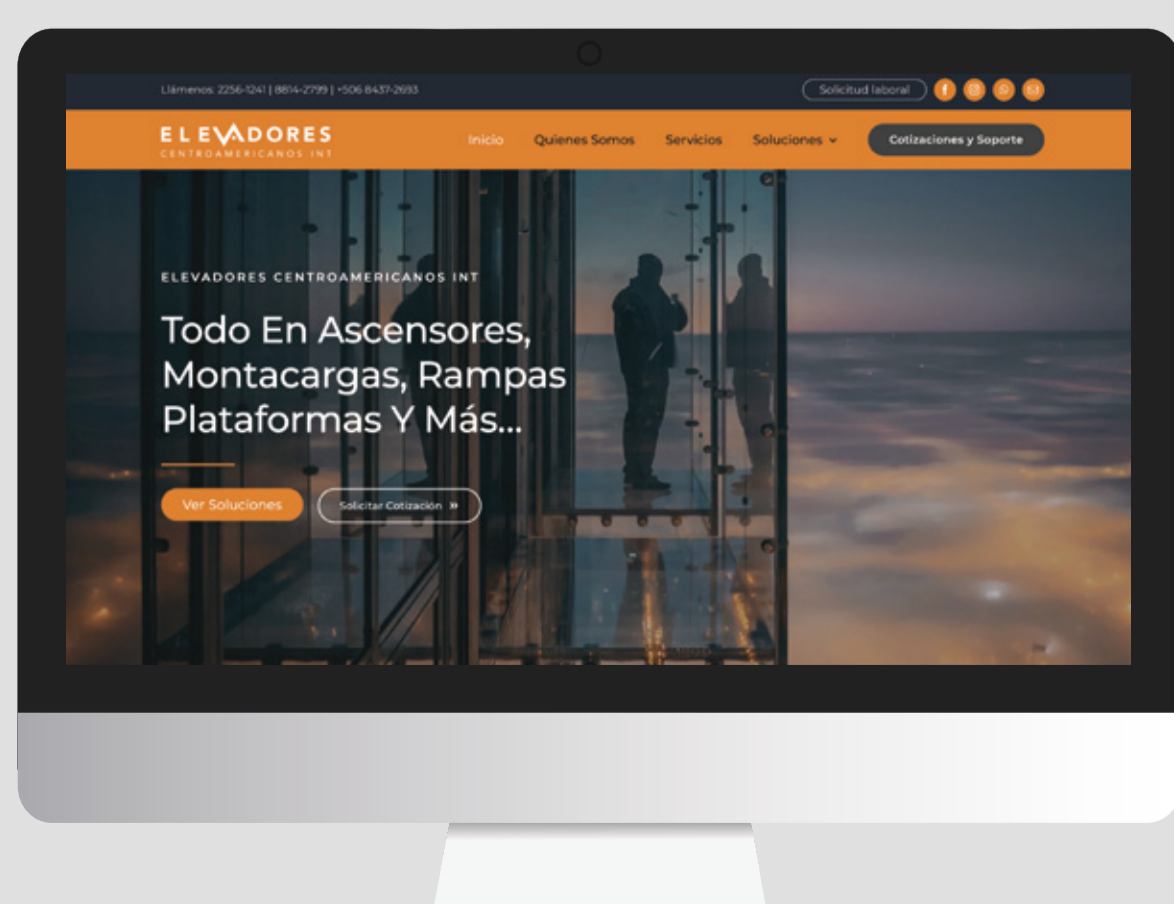 Llámenos: 2256-1241 | 8814-2799 | +506 8437-2693
Solicitud laboral
ELEVADORES
CENTROAMERICANOS INT
Inicio
Quienes Somos
Servicios
Soluciones
Cotizaciones y Soporte
ELEVADORES CENTROAMERICANOS INT
Todo En Ascensores,
Montacargas, Rampas
Plataformas Y Más...
Ver Soluciones
Solicitar Cotización »